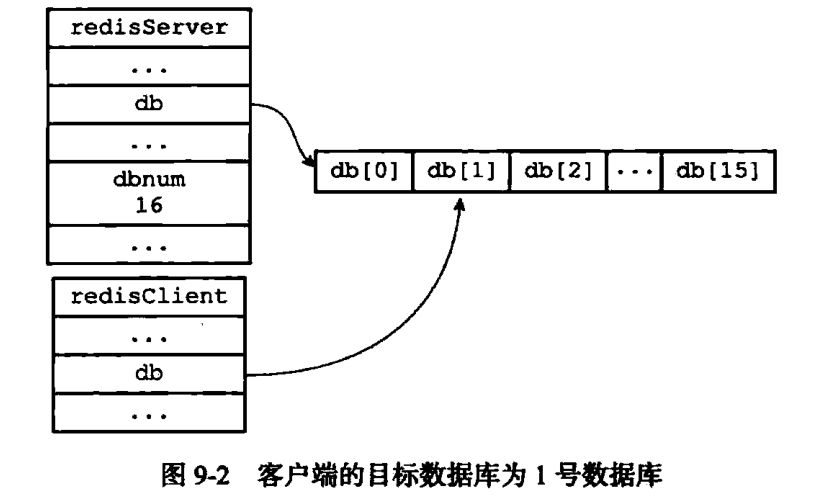 redisServer
...
db
...
dbnum
16
...
db[0] db[1] db[2] ... db[15]
redisClient
...
db
...
图 9-2 客户端的目标数据库为 1 号数据库